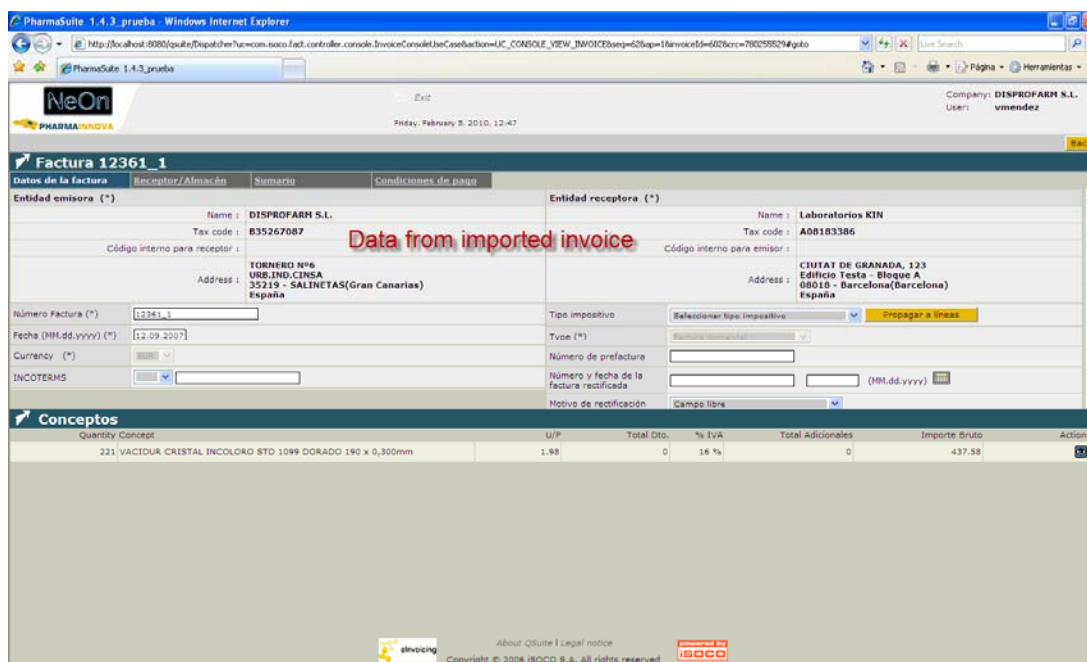 PharmaSuite 1.4.3_prueba - Windows Internet Explorer
http://localhost:8080/qsuite/Dispatcher?uc=com.isoco.fact.controller.console.InvoiceConsoleUseCase&action=UC_CONSOLE_VIEW_INVOICE&seq=62&ap=1&invoiceId=602&crc=780255529#goto
Live Search
PharmaSuite 1.4.3_prueba
Página
Herramientas
NeOn
PHARMAINNOVA
Exit
Friday, February 5, 2010, 12:47
Company: DISPROFARM S.L.
User: vmendez
Bac
Factura 12361_1
Datos de la factura Receptor/Almacén Sumario Condiciones de pago
Entidad emisora (*) Entidad receptora (*)
Name : DISPROFARM S.L. Name : Laboratorios KIN
Tax code : B35267087 Tax code : A08183386
Data from imported invoice
Código interno para receptor : Código interno para emisor :
Address : TORNERO Nº6
URB.IND.CINSA
35219 - SALINETAS(Gran Canarias)
España
Address : CIUTAT DE GRANADA, 123
Edificio Testa - Bloque A
08018 - Barcelona(Barcelona)
España
Número Factura (*) 12361_1 Tipo impositivo Seleccionar tipo impositivo Propagar a líneas
Fecha (MM.dd.yyyy) (*) 12.09.2007 Type (*) Factura comercial
Currency (*) EUR Número de prefactura
INCOTERMS Número y fecha de la
factura rectificada (MM.dd.yyyy)
Motivo de rectificación Campo libre
Conceptos
Quantity Concept U/P Total Dto. % IVA Total Adicionales Importe Bruto Action
221 VACIDUR CRISTAL INCOLORO STD 1099 DORADO 190 x 0,300mm 1.98 0 16 % 0 437.58
eInvoicing
About QSuite | Legal notice
Copyright © 2006 iSOCO S.A. All rights reserved
powered by
iSOCO